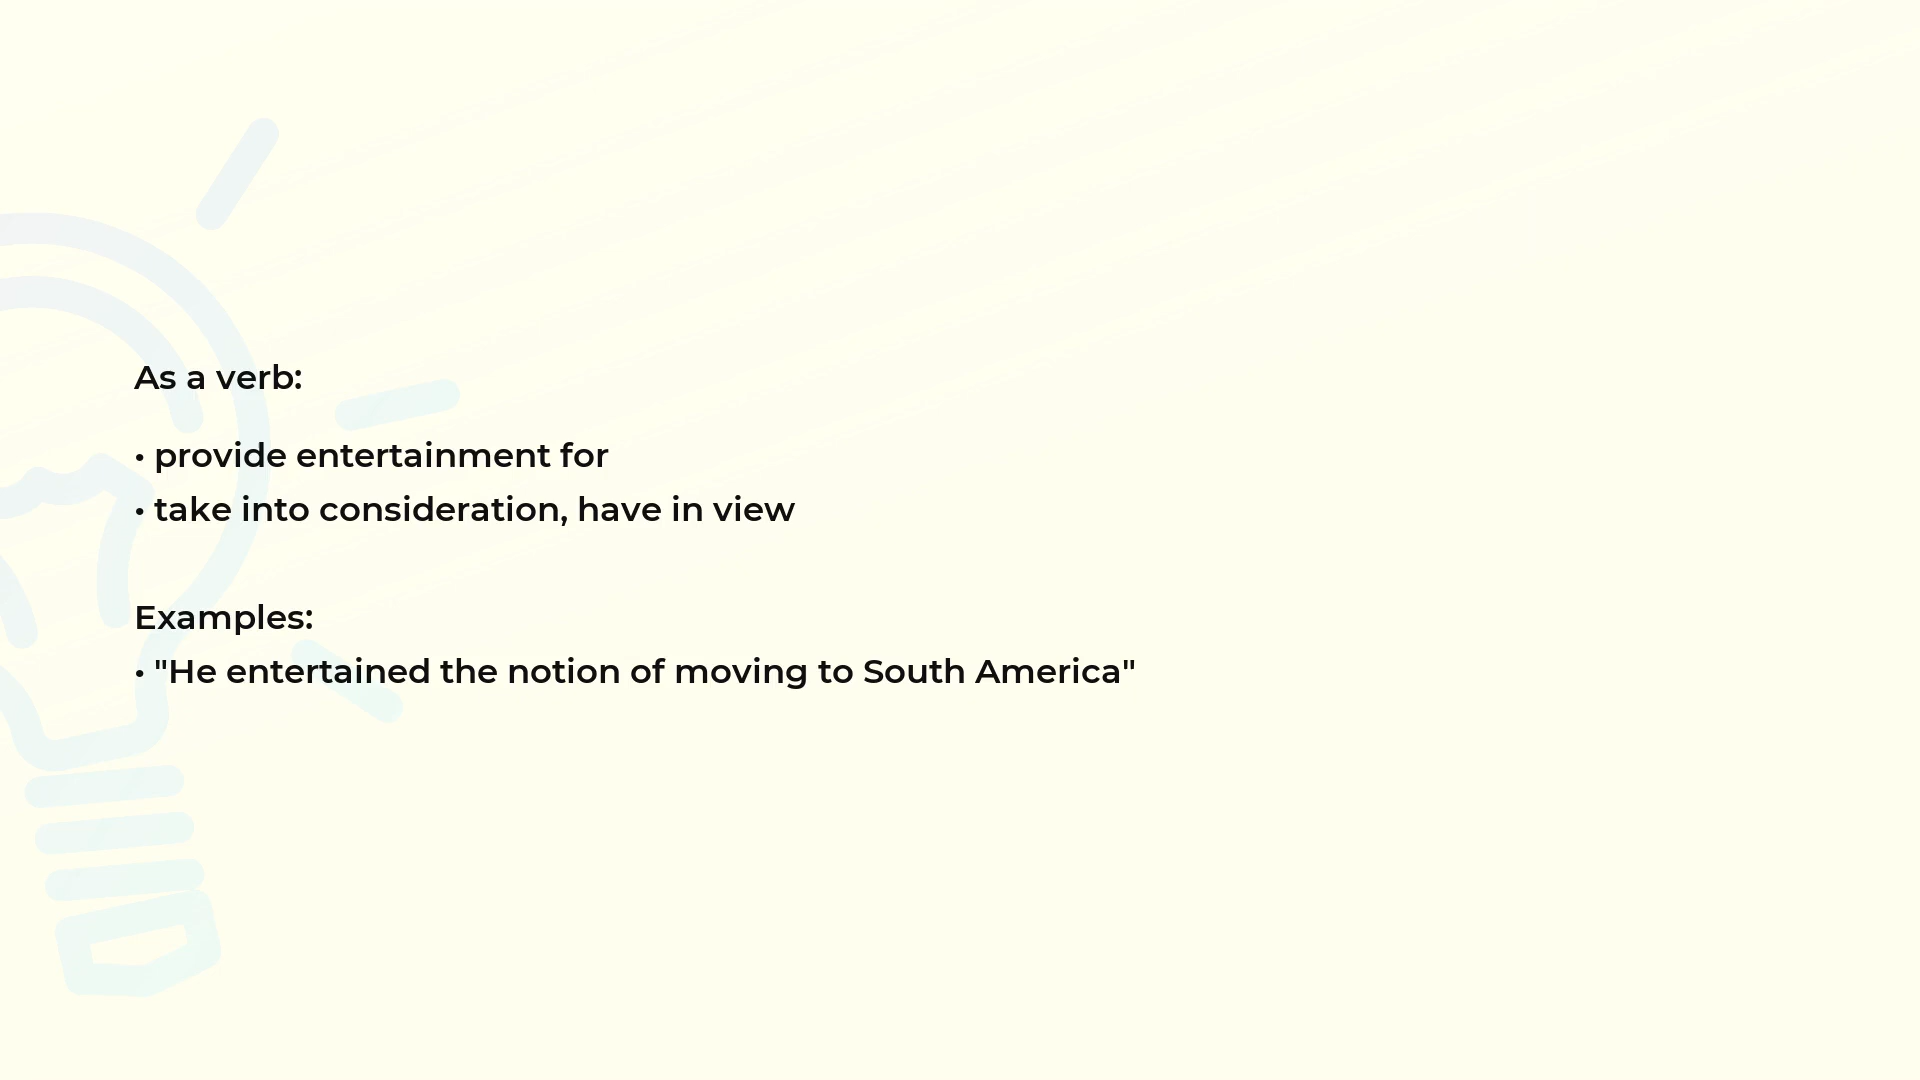 As a verb:
• provide entertainment for
• take into consideration, have in view
Examples:
• "He entertained the notion of moving to South America"